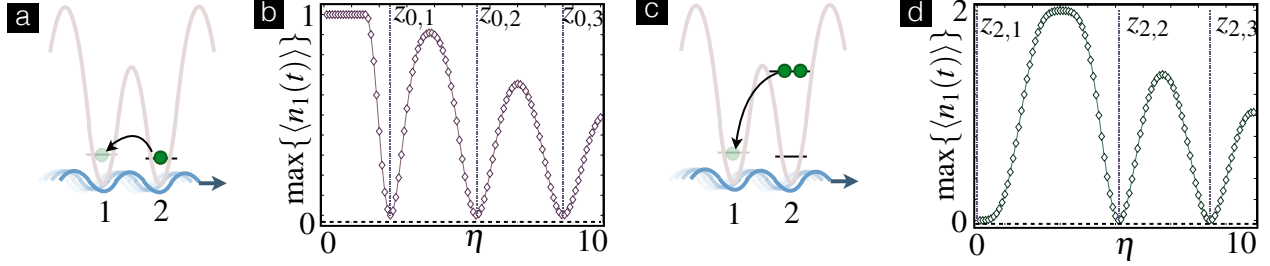 a
1 2
b
max{⟨n₁(t)⟩}
1
0
z₀,₁ z₀,₂ z₀,₃
0 η 10
c
1 2
d
max{⟨n₁(t)⟩}
2
0
z₂,₁ z₂,₂ z₂,₃
0 η 10